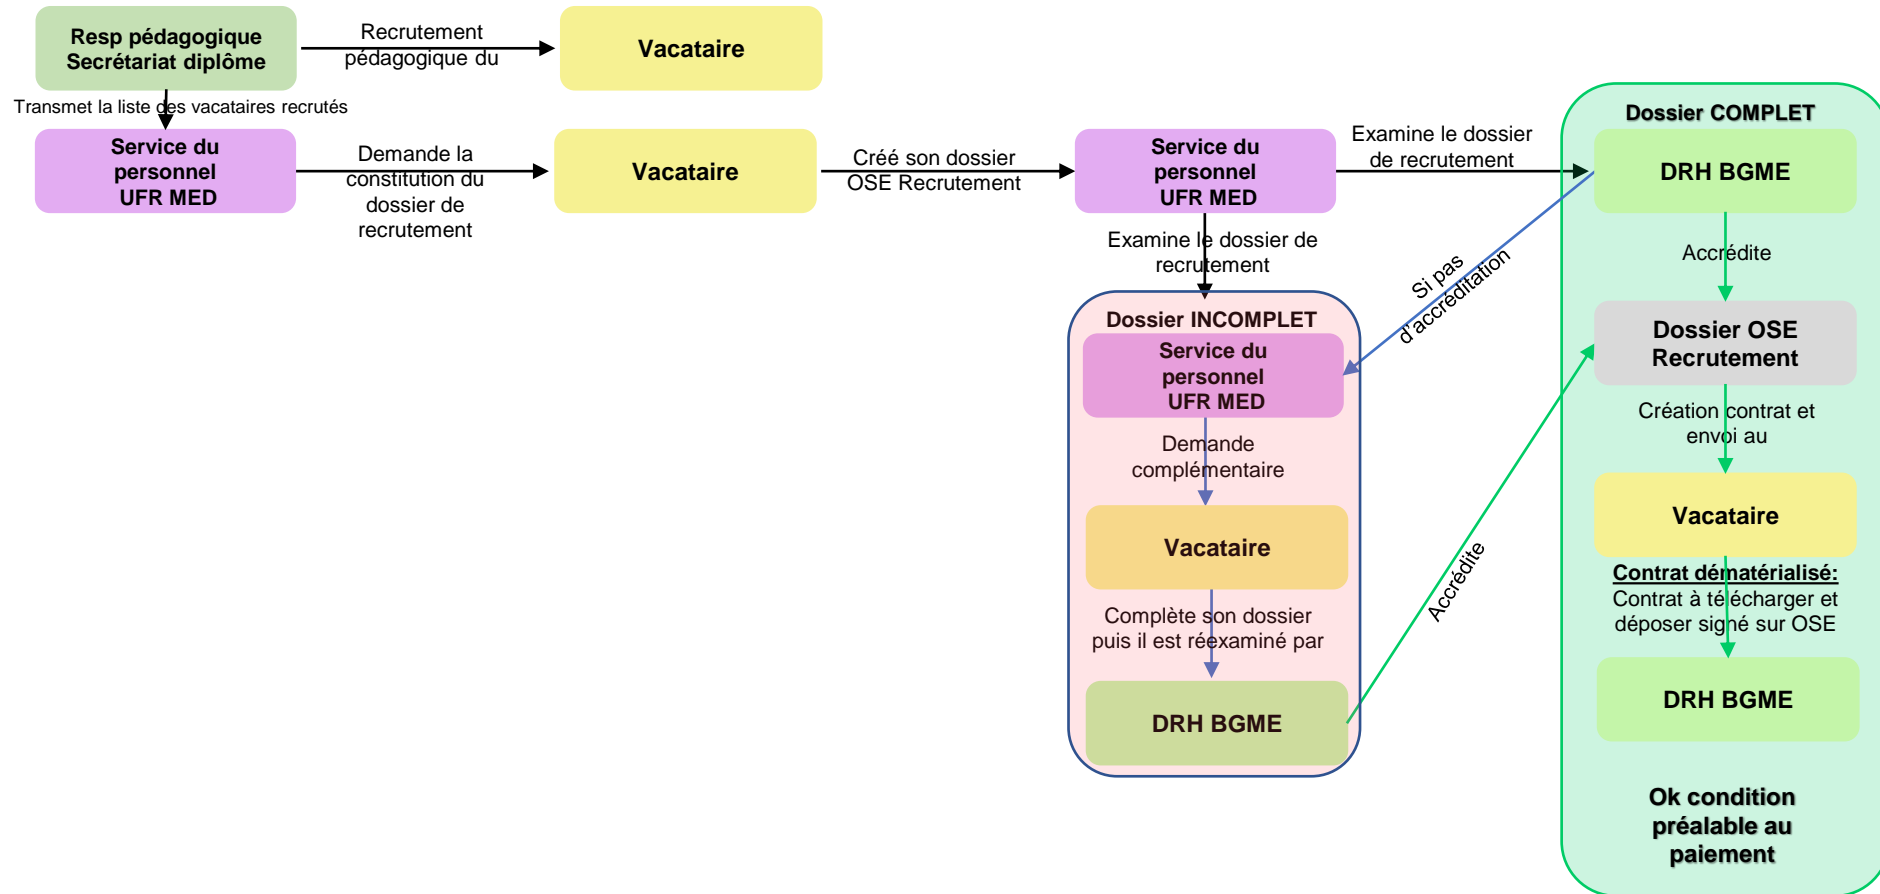 Resp pédagogique
Secrétariat diplôme
Recrutement
pédagogique du
Vacataire
Transmet la liste des vacataires recrutés
Service du
personnel
UFR MED
Demande la
constitution du
dossier de
recrutement
Vacataire
Créé son dossier
OSE Recrutement
Service du
personnel
UFR MED
Examine le dossier
de recrutement
Dossier COMPLET
DRH BGME
Examine le dossier de
recrutement
Si pas
d'accréditation
Accrédite
Dossier INCOMPLET
Service du
personnel
UFR MED
Demande
complémentaire
Vacataire
Complète son dossier
puis il est réexaminé par
DRH BGME
Accrédite
Dossier OSE
Recrutement
Création contrat et
envoi au
Vacataire
Contrat dématérialisé:
Contrat à télécharger et
déposer signé sur OSE
DRH BGME
Ok condition
préalable au
paiement